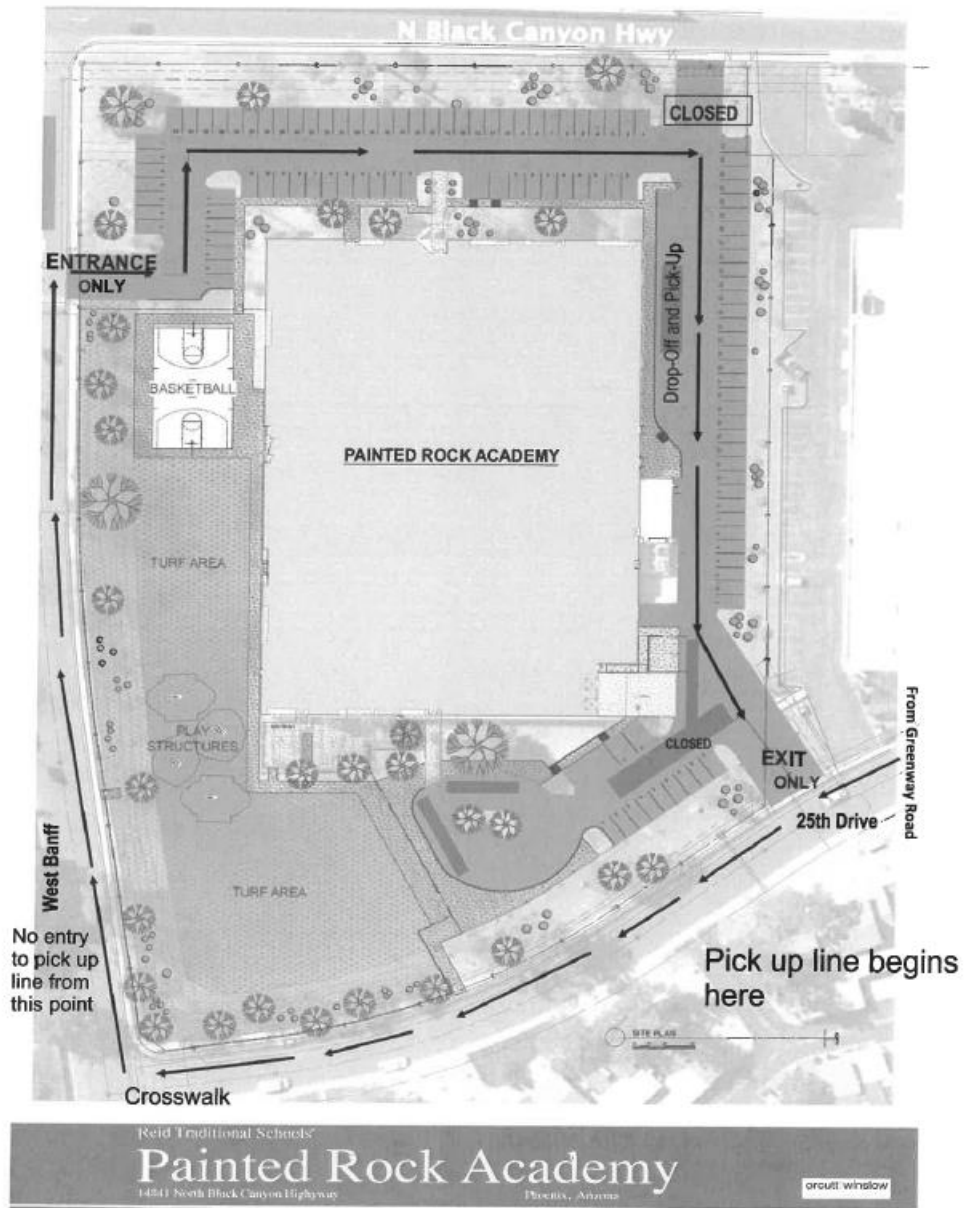 N Black Canyon Hwy
CLOSED
ENTRANCE
ONLY
Drop-Off and Pick-Up
BASKETBALL
PAINTED ROCK ACADEMY
TURF AREA
PLAY
STRUCTURES
CLOSED
EXIT
ONLY
From Greenway Road
25th Drive
West Banff
TURF AREA
No entry
to pick up
line from
this point
Pick up line begins
here
SITE PLAN
Crosswalk
Reid Traditional Schools'
Painted Rock Academy
14841 North Black Canyon Highyway
Phoenix, Arizona
orcutt winslow